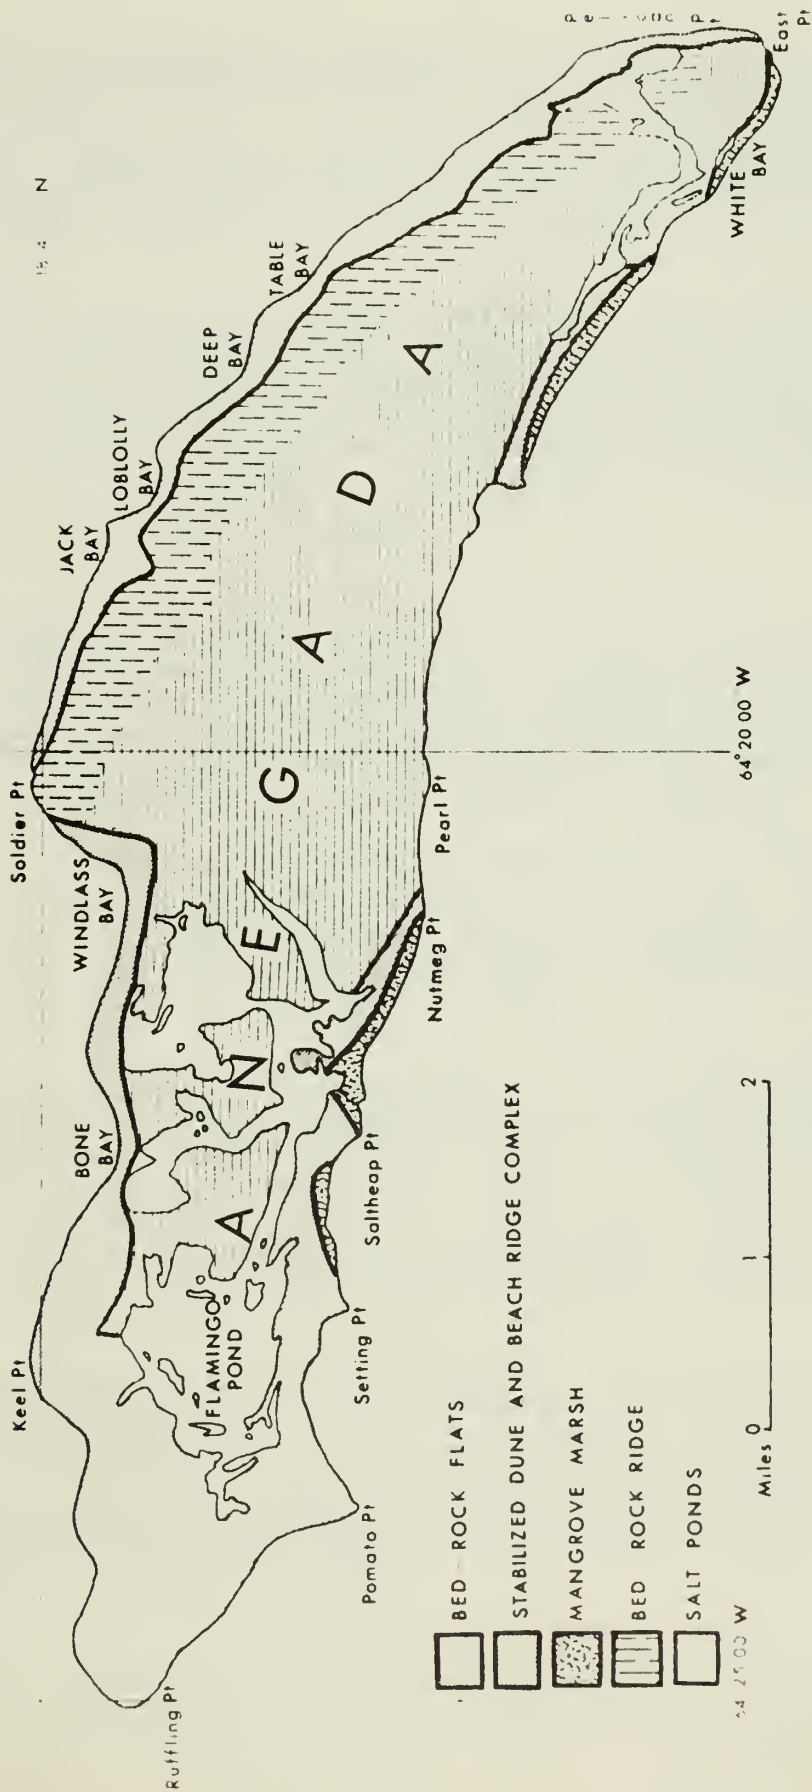 Soldier Pt
JACK
BAY
LOBLOLLY
BAY
DEEP
BAY
TABLE
BAY
N
Keel Pt
BONE
BAY
WINDLASS
BAY
East
Pt
WHITE
BAY
FLAMINGO
POND
ANEGADA
Ruffling Pt
Pomato Pt
Setting Pt
Saltheap Pt
Nutmeg Pt
Pearl Pt
64° 20 00 W
BED-ROCK FLATS
STABILIZED DUNE AND BEACH RIDGE COMPLEX
MANGROVE MARSH
BED ROCK RIDGE
SALT PONDS
Miles 0 1 2